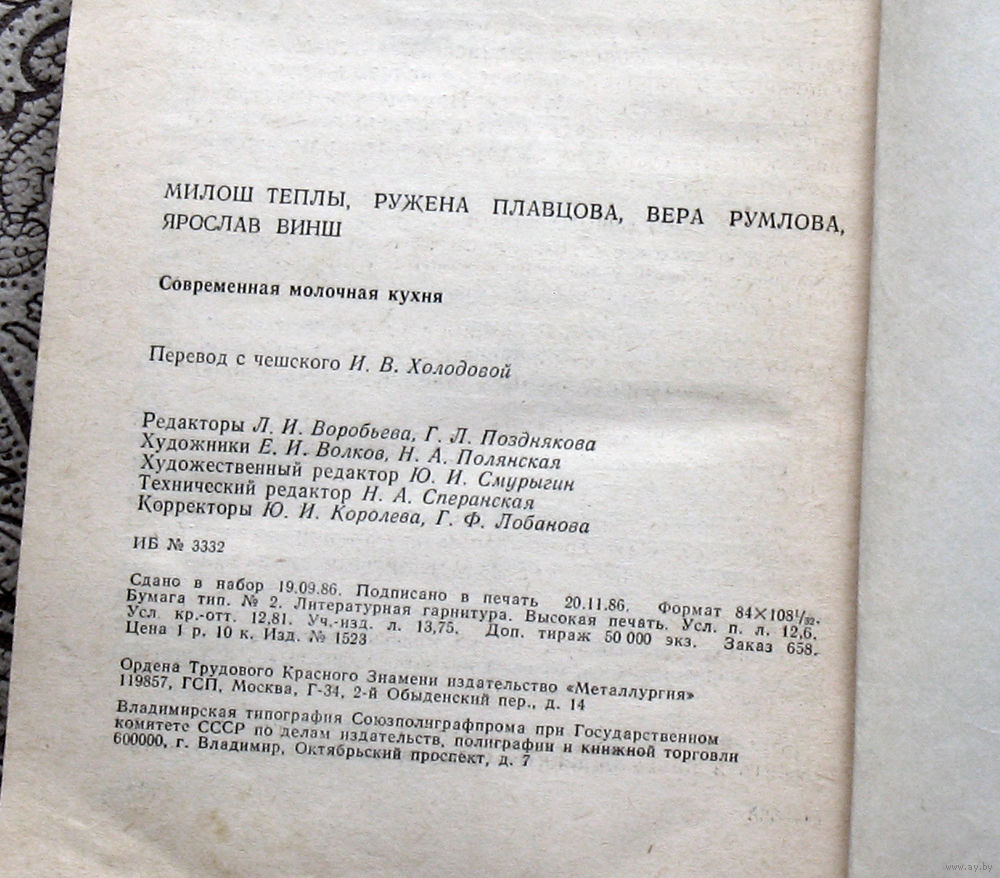 МИЛОШ ТЕПЛЫ, РУЖЕНА ПЛАВЦОВА, ВЕРА РУМЛОВА,
ЯРОСЛАВ ВИНШ
Современная молочная кухня
Перевод с чешского И. В. Холодовой
Редакторы Л. И. Воробьева, Г. Л. Позднякова
Художники Е. И. Волков, Н. А. Полянская
Художественный редактор Ю. И. Смурыгин
Технический редактор Н. А. Сперанская
Корректоры Ю. И. Королева, Г. Ф. Лобанова
ИБ № 3332
Сдано в набор 19.09.86. Подписано в печать 20.11.86. Формат 84×108 1/32.
Бумага тип. № 2. Литературная гарнитура. Высокая печать. Усл. п. л. 12,6.
Усл. кр.-отт. 12,81. Уч.-изд. л. 13,75. Доп. тираж 50 000 экз. Заказ 658.
Цена 1 р. 10 к. Изд. № 1523
Ордена Трудового Красного Знамени издательство «Металлургия»
119857, ГСП, Москва, Г-34, 2-й Обыденский пер., д. 14
Владимирская типография Союзполиграфпрома при Государственном
комитете СССР по делам издательств, полиграфии и книжной торговли
600000, г. Владимир, Октябрьский проспект, д. 7
www.ay.by